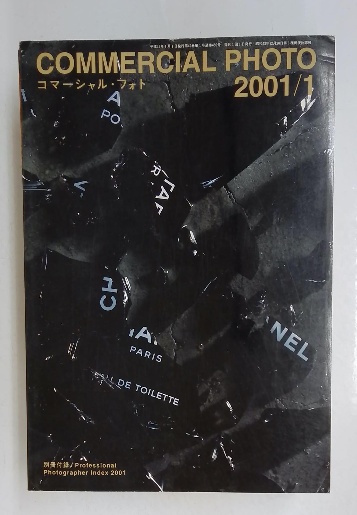 COMMERCIAL PHOTO
コマーシャル・フォト
2001/1
A
PO
AR
CH
NEL
PARIS
DE TOILETTE
別冊付録/Professional
Photographer Index 2001